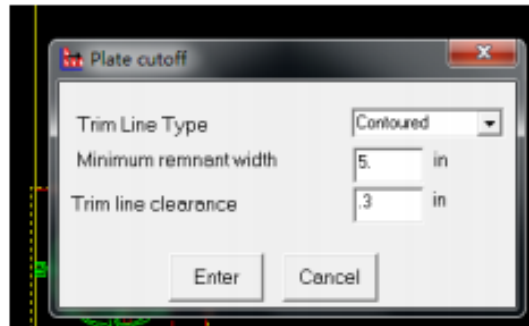 Plate cutoff
Trim Line Type Contoured
Minimum remnant width 5. in
Trim line clearance .3 in
Enter Cancel